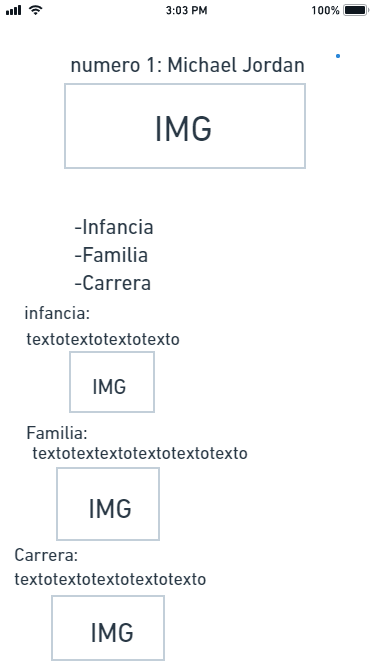 3:03 PM 100%
numero 1: Michael Jordan
IMG
-Infancia
-Familia
-Carrera
infancia:
textotextotextotexto
IMG
Familia:
textotextextotextotextotexto
IMG
Carrera:
textotextotextotextotexto
IMG